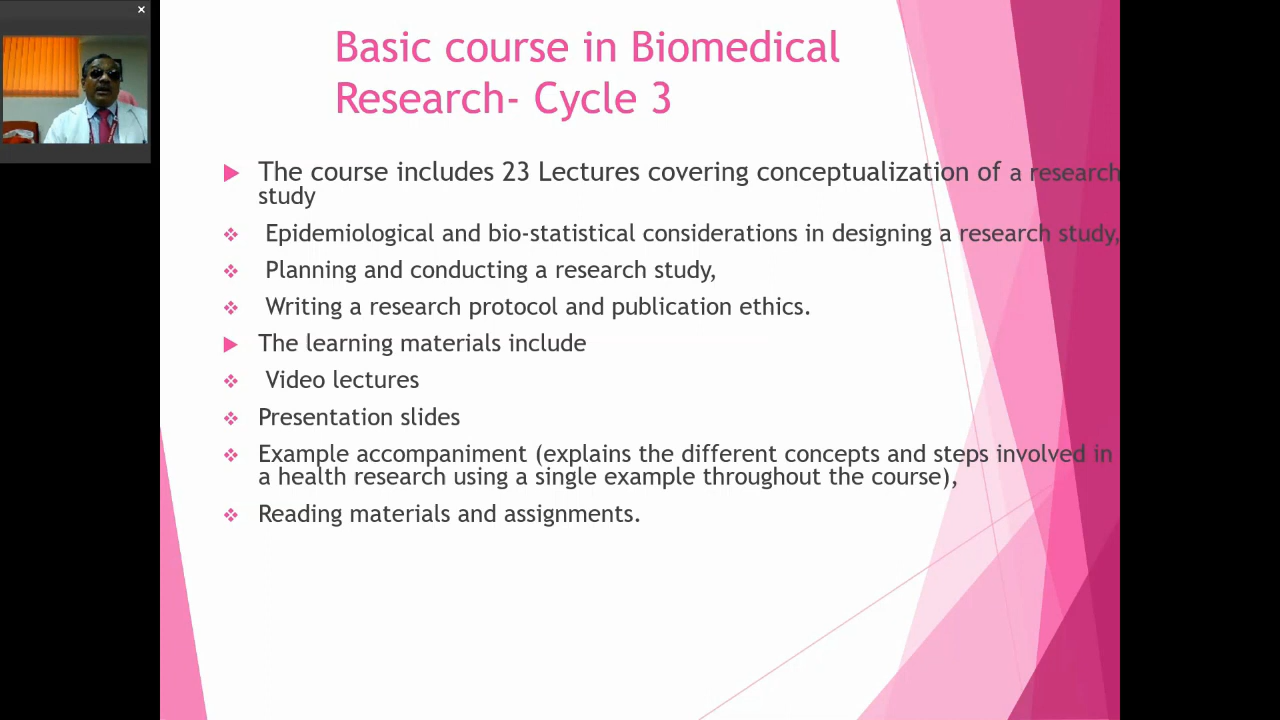 Basic course in Biomedical
Research- Cycle 3
The course includes 23 Lectures covering conceptualization of a research
study
Epidemiological and bio-statistical considerations in designing a research study,
Planning and conducting a research study,
Writing a research protocol and publication ethics.
The learning materials include
Video lectures
Presentation slides
Example accompaniment (explains the different concepts and steps involved in
a health research using a single example throughout the course),
Reading materials and assignments.